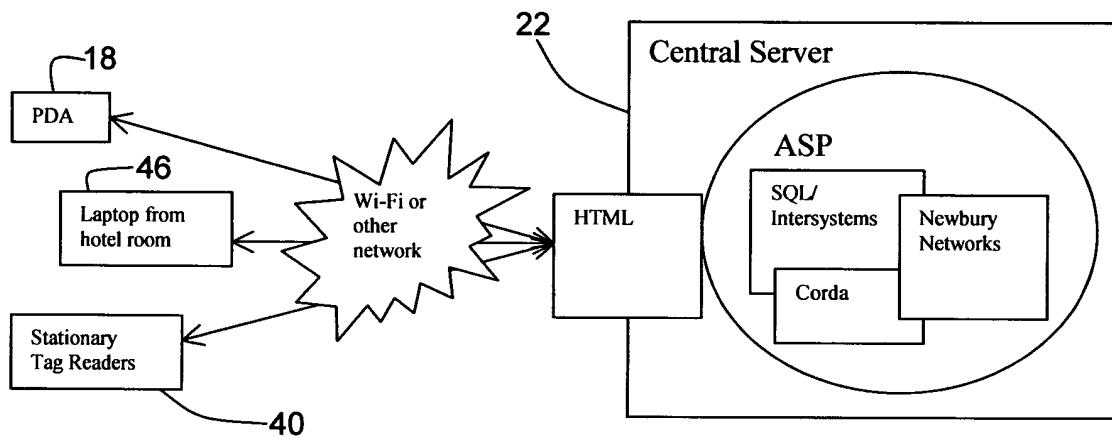 18
PDA
46
Laptop from
hotel room
Stationary
Tag Readers
40
Wi-Fi or
other
network
22
Central Server
HTML
ASP
SQL/
Intersystems
Newbury
Networks
Corda